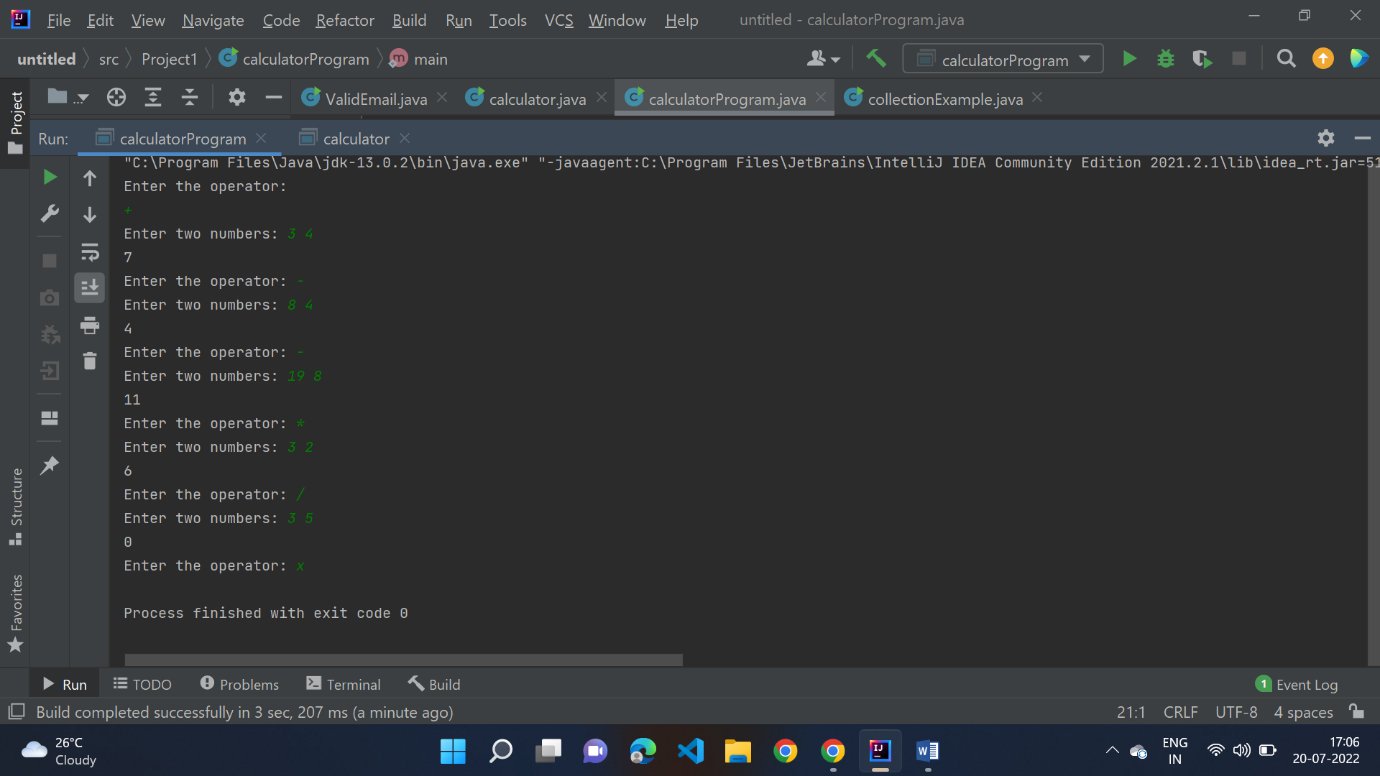 File Edit View Navigate Code Refactor Build Run Tools VCS Window Help untitled - calculatorProgram.java
untitled src Project1 calculatorProgram m main calculatorProgram
Project
ValidEmail.java calculator.java calculatorProgram.java collectionExample.java
Run: calculatorProgram calculator
"C:\Program Files\Java\jdk-13.0.2\bin\java.exe" "-javaagent:C:\Program Files\JetBrains\IntelliJ IDEA Community Edition 2021.2.1\lib\idea_rt.jar=51
Enter the operator:
+
Enter two numbers: 3 4
7
Enter the operator: -
Enter two numbers: 8 4
4
Enter the operator: -
Enter two numbers: 19 8
11
Enter the operator: *
Enter two numbers: 3 2
6
Enter the operator: /
Enter two numbers: 3 5
0
Enter the operator: x
Process finished with exit code 0
Structure
Favorites
Run TODO Problems Terminal Build 1 Event Log
Build completed successfully in 3 sec, 207 ms (a minute ago) 21:1 CRLF UTF-8 4 spaces
26°C
Cloudy
ENG
IN
17:06
20-07-2022